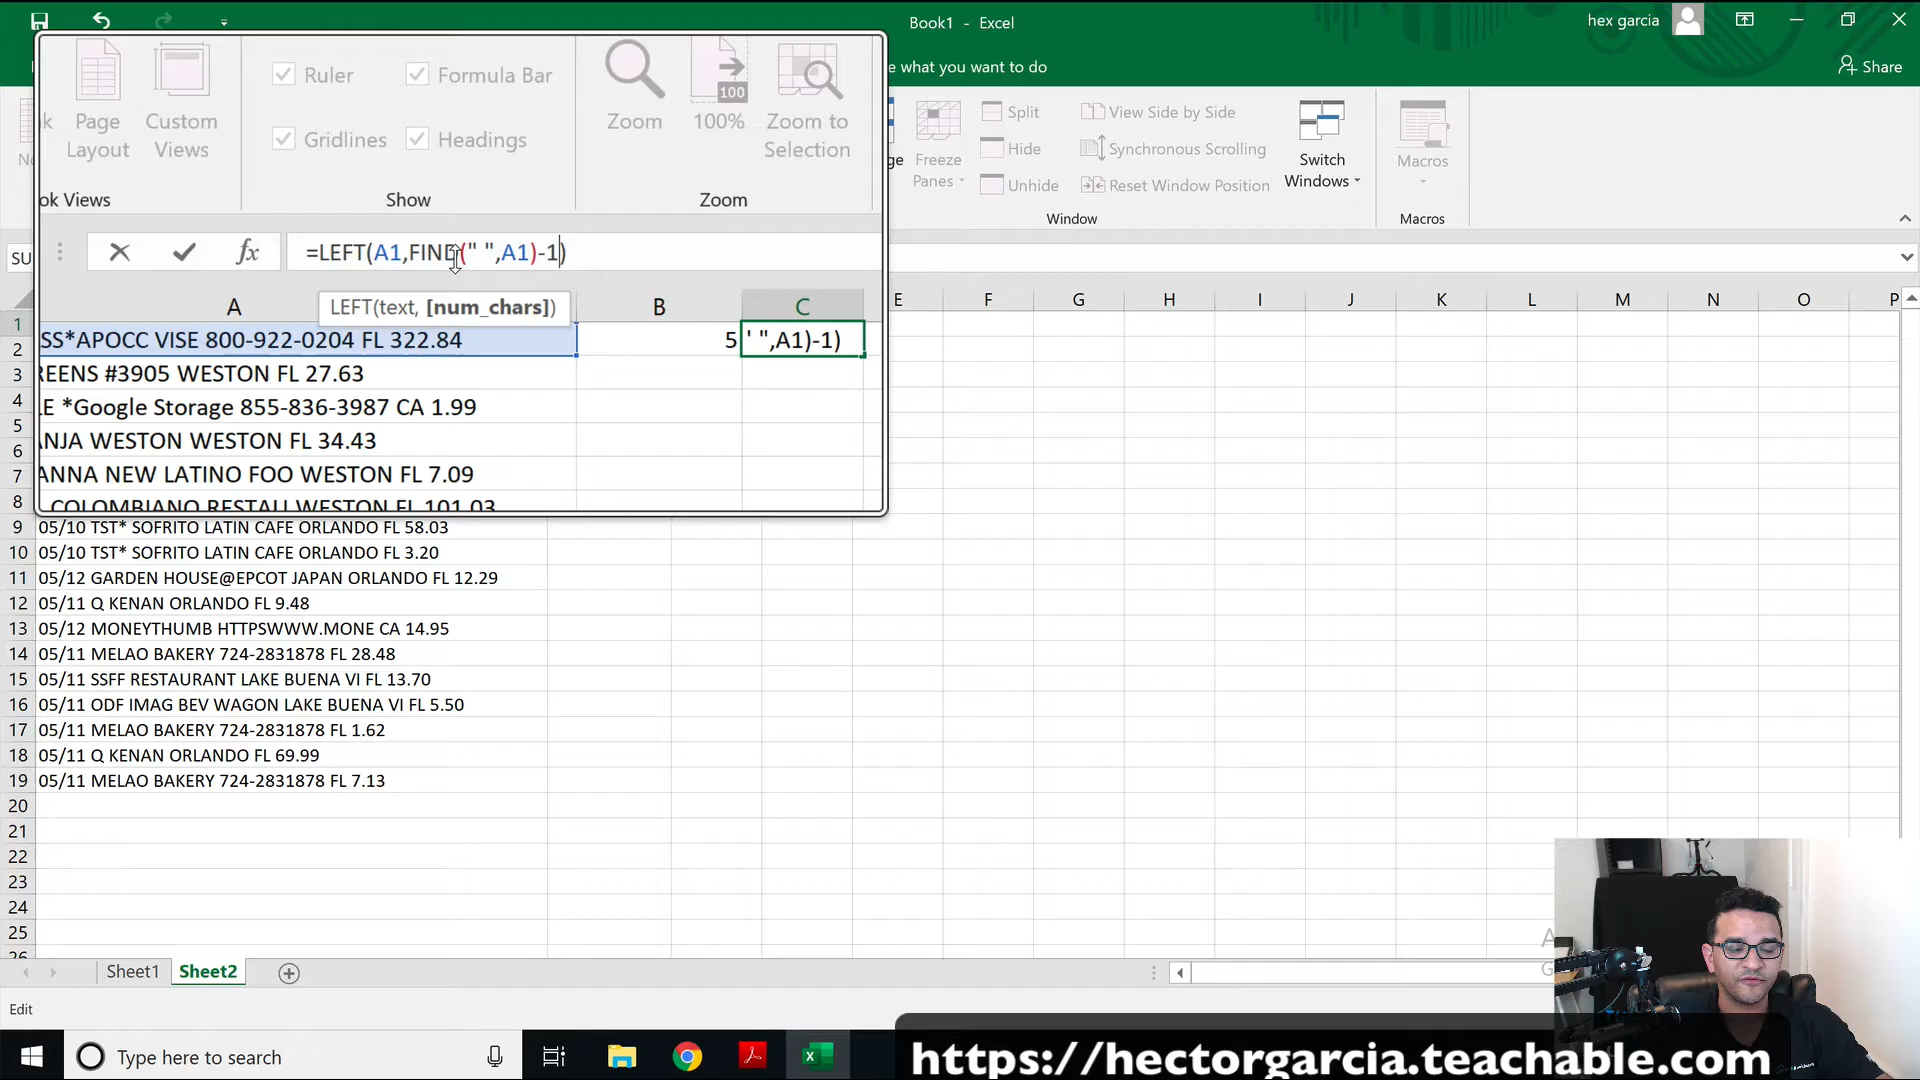 Book1 - Excel
hex garcia
e what you want to do
Share
Page Layout
Custom Views
Ruler
Formula Bar
Gridlines
Headings
Zoom
100
100%
Zoom to Selection
ok Views
Show
Zoom
ge
Freeze Panes
Split
Hide
Unhide
View Side by Side
Synchronous Scrolling
Reset Window Position
Switch Windows
Macros
Window
Macros
SU
fx
=LEFT(A1,FIND(" ",A1)-1)
LEFT(text, [num_chars])
A B C E F G H I J K L M N O P
1
SS*APOCC VISE 800-922-0204 FL 322.84 5 ' ",A1)-1)
2
REENS #3905 WESTON FL 27.63
3
LE *Google Storage 855-836-3987 CA 1.99
4
ANJA WESTON WESTON FL 34.43
5
6
ANNA NEW LATINO FOO WESTON FL 7.09
7
COLOMBIANO RESTAU WESTON FL 101.03
8
9 05/10 TST* SOFRITO LATIN CAFE ORLANDO FL 58.03
10 05/10 TST* SOFRITO LATIN CAFE ORLANDO FL 3.20
11 05/12 GARDEN HOUSE@EPCOT JAPAN ORLANDO FL 12.29
12 05/11 Q KENAN ORLANDO FL 9.48
13 05/12 MONEYTHUMB HTTPSWWW.MONE CA 14.95
14 05/11 MELAO BAKERY 724-2831878 FL 28.48
15 05/11 SSFF RESTAURANT LAKE BUENA VI FL 13.70
16 05/11 ODF IMAG BEV WAGON LAKE BUENA VI FL 5.50
17 05/11 MELAO BAKERY 724-2831878 FL 1.62
18 05/11 Q KENAN ORLANDO FL 69.99
19 05/11 MELAO BAKERY 724-2831878 FL 7.13
20
21
22
23
24
25
26
Sheet1 Sheet2
Edit
Type here to search
https://hectorgarcia.teachable.com